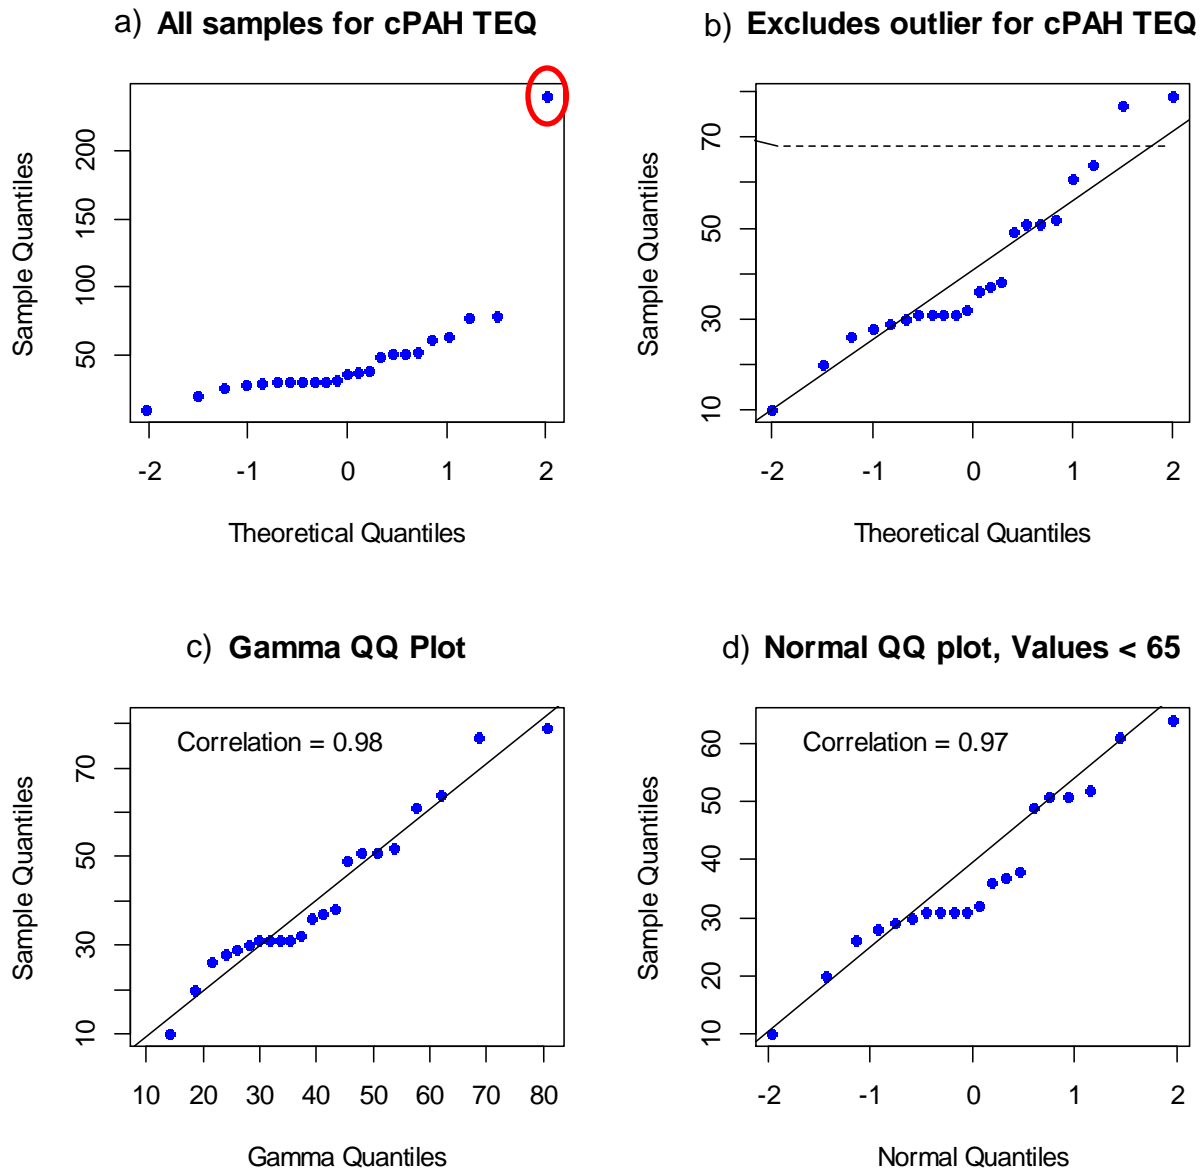 a) All samples for cPAH TEQ
Sample Quantiles
50 100 150 200
-2 -1 0 1 2
Theoretical Quantiles
b) Excludes outlier for cPAH TEQ
Sample Quantiles
10 30 50 70
-2 -1 0 1 2
Theoretical Quantiles
c) Gamma QQ Plot
Correlation = 0.98
Sample Quantiles
10 30 50 70
10 20 30 40 50 60 70 80
Gamma Quantiles
d) Normal QQ plot, Values < 65
Correlation = 0.97
Sample Quantiles
10 20 30 40 50 60
-2 -1 0 1 2
Normal Quantiles